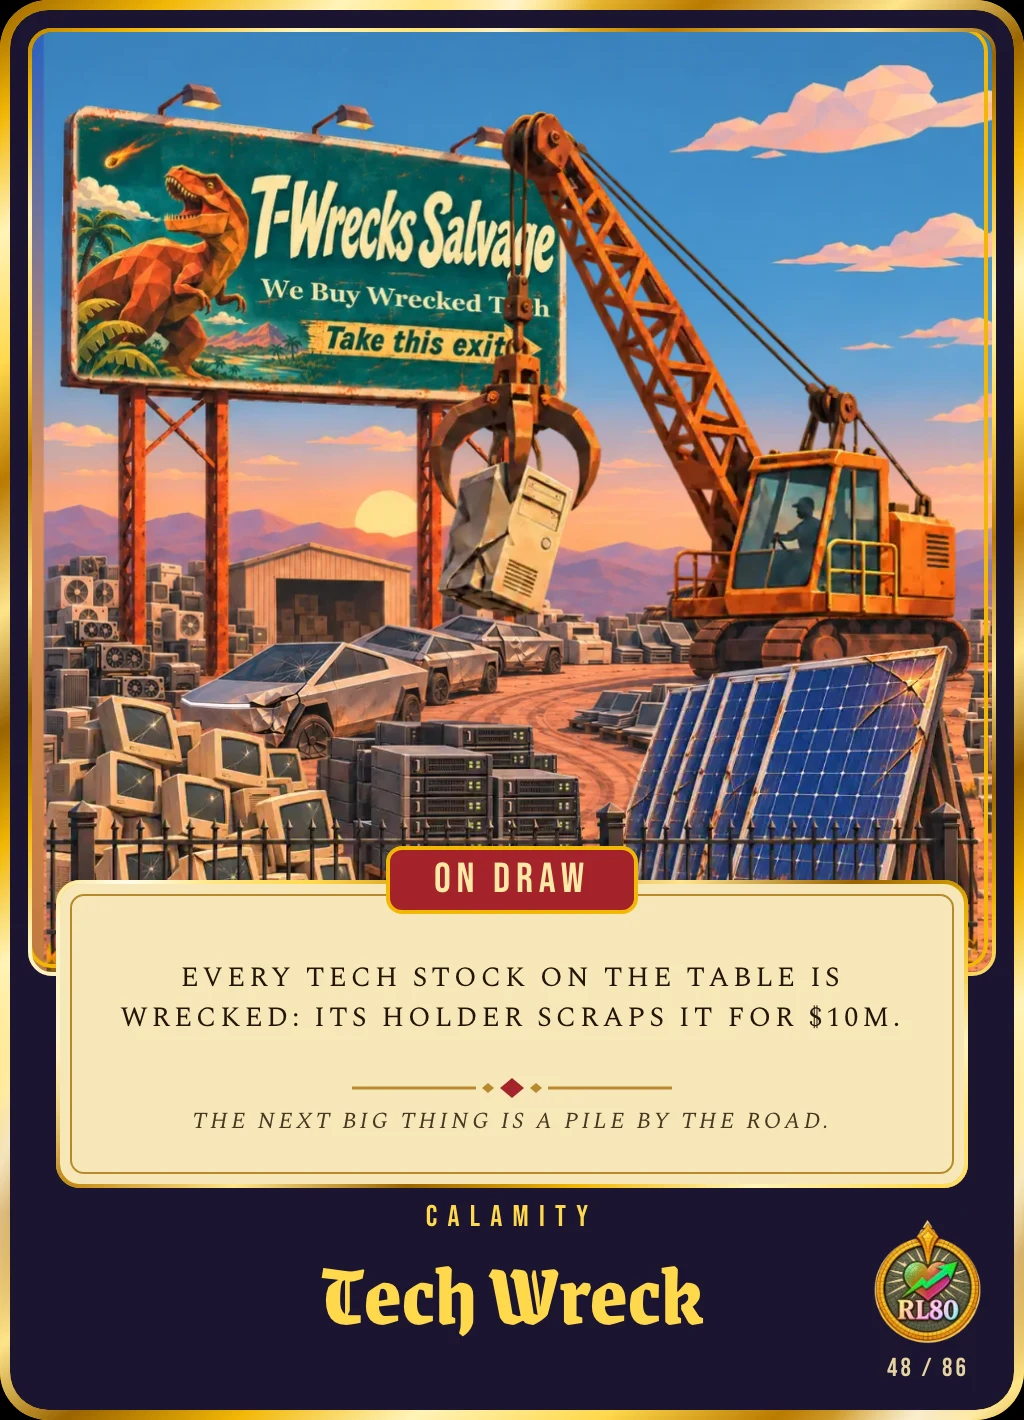 T-Wrecks Salvage
We Buy Wrecked T h
Take this exit
ON DRAW
EVERY TECH STOCK ON THE TABLE IS
WRECKED: ITS HOLDER SCRAPS IT FOR $10M.
THE NEXT BIG THING IS A PILE BY THE ROAD.
CALAMITY
Tech Wreck
RL80
48 / 86